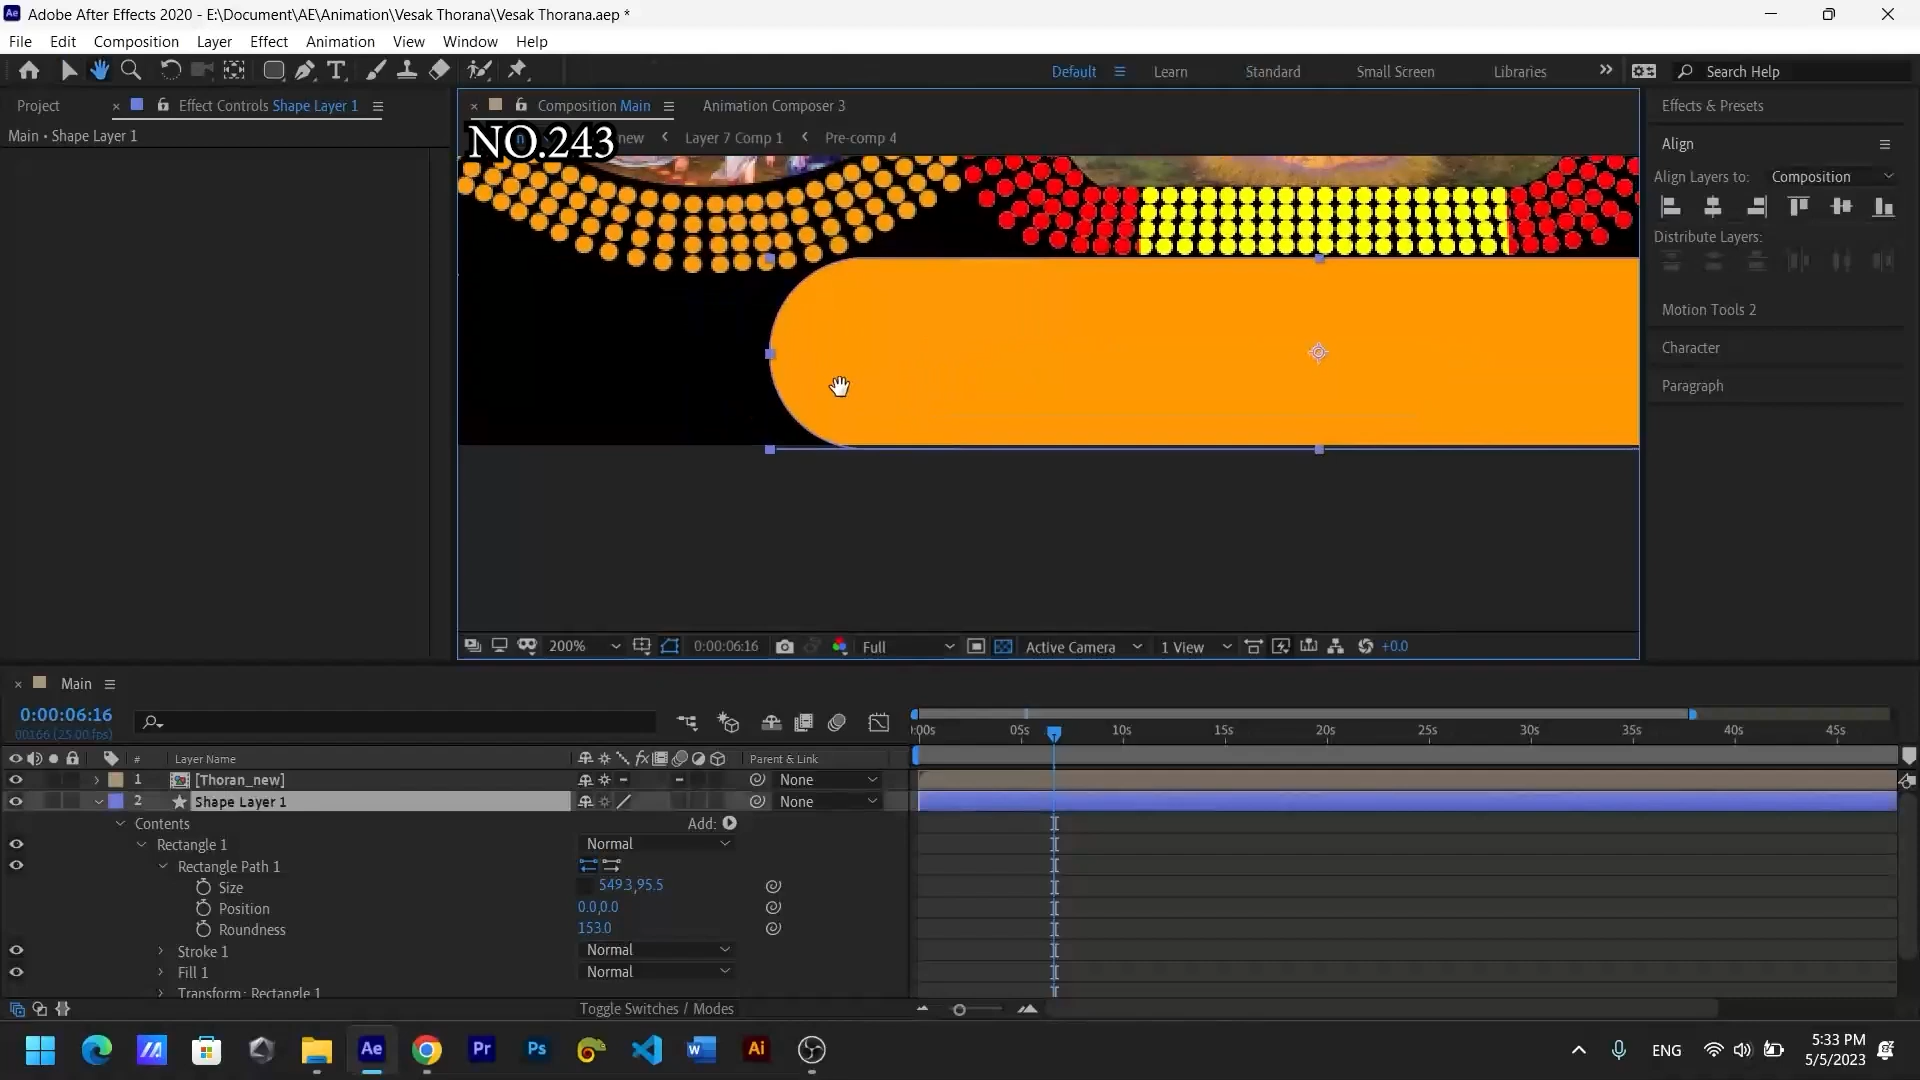 Adobe After Effects 2020 - E:\Document\AE\Animation\Vesak Thorana\Vesak Thorana.aep *
File Edit Composition Layer Effect Animation View Window Help
Default Learn Standard Small Screen Libraries Search Help
Project Effect Controls Shape Layer 1 Composition Main Animation Composer 3 Effects & Presets
Main • Shape Layer 1 NO.243 new Layer 7 Comp 1 Pre-comp 4 Align
Align Layers to: Composition
Distribute Layers:
Motion Tools 2
Character
Paragraph
200% 0:00:06:16 Full Active Camera 1 View +0.0
Main
0:00:06:16
00166 (25.00 fps)
:00s 05s 10s 15s 20s 25s 30s 35s 40s 45s
# Layer Name Parent & Link
1 [Thoran_new] None
2 Shape Layer 1 None
Contents Add:
Rectangle 1 Normal
Rectangle Path 1
Size 549.3,95.5
Position 0.0,0.0
Roundness 153.0
Stroke 1 Normal
Fill 1 Normal
Transform: Rectangle 1
Toggle Switches / Modes
Ae Pr Ps W Ai ENG 5:33 PM
5/5/2023